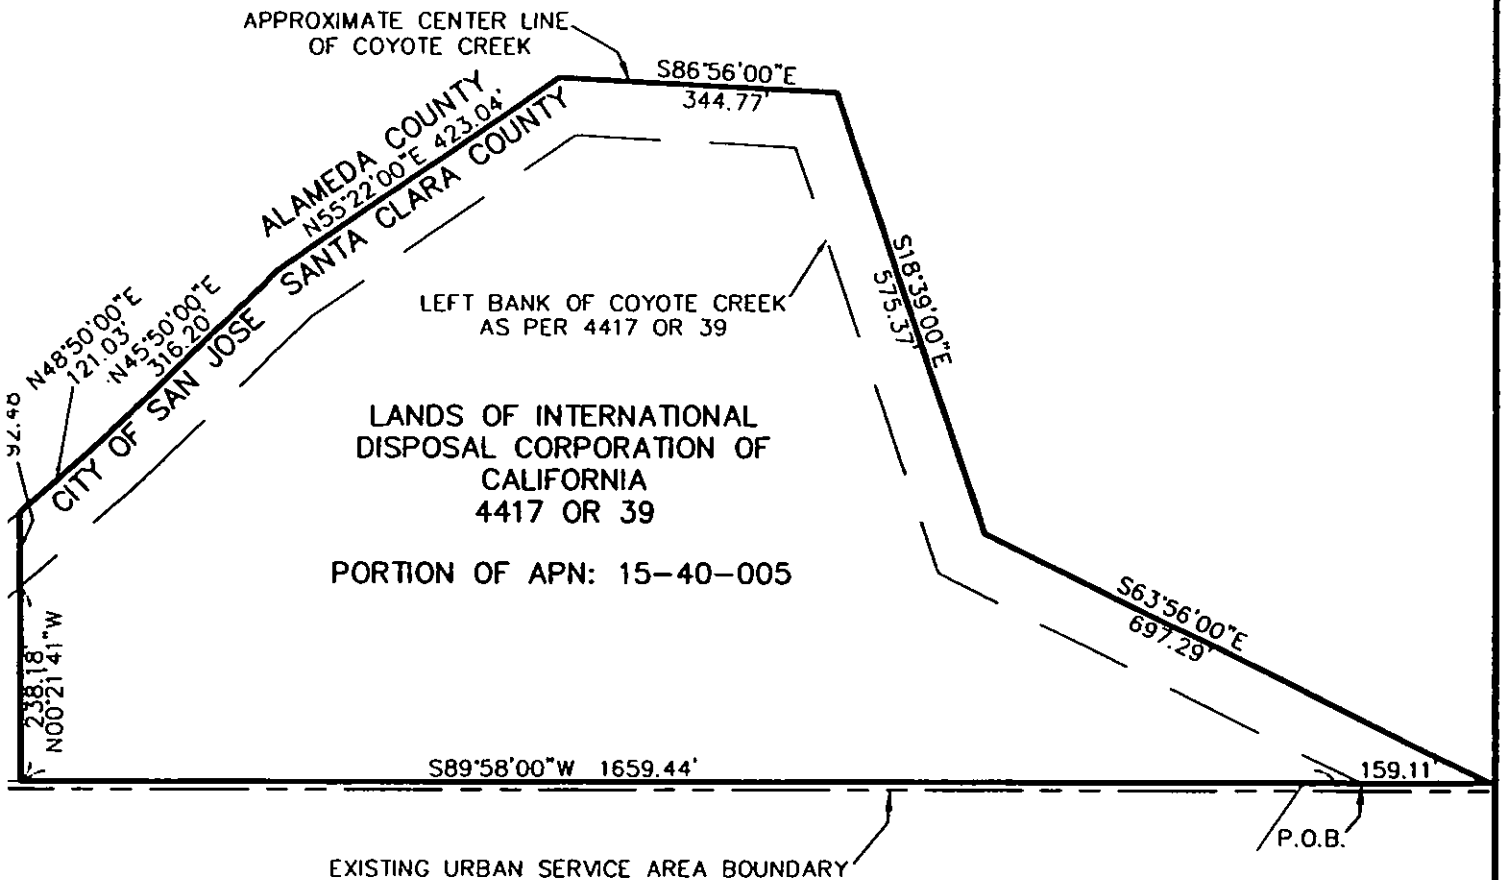 APPROXIMATE CENTER LINE
OF COYOTE CREEK
S86°56'00"E
344.77'
ALAMEDA COUNTY
N55°22'00"E 423.04'
SANTA CLARA COUNTY
S18°39'00"E
575.37'
LEFT BANK OF COYOTE CREEK
AS PER 4417 OR 39
N48°50'00"E
121.03'
N45°50'00"E
316.20'
CITY OF SAN JOSE
92.48
LANDS OF INTERNATIONAL
DISPOSAL CORPORATION OF
CALIFORNIA
4417 OR 39
PORTION OF APN: 15-40-005
S63°56'00"E
697.29'
238.18'
N00°21'41"W
S89°58'00"W 1659.44'
159.11'
P.O.B.
EXISTING URBAN SERVICE AREA BOUNDARY